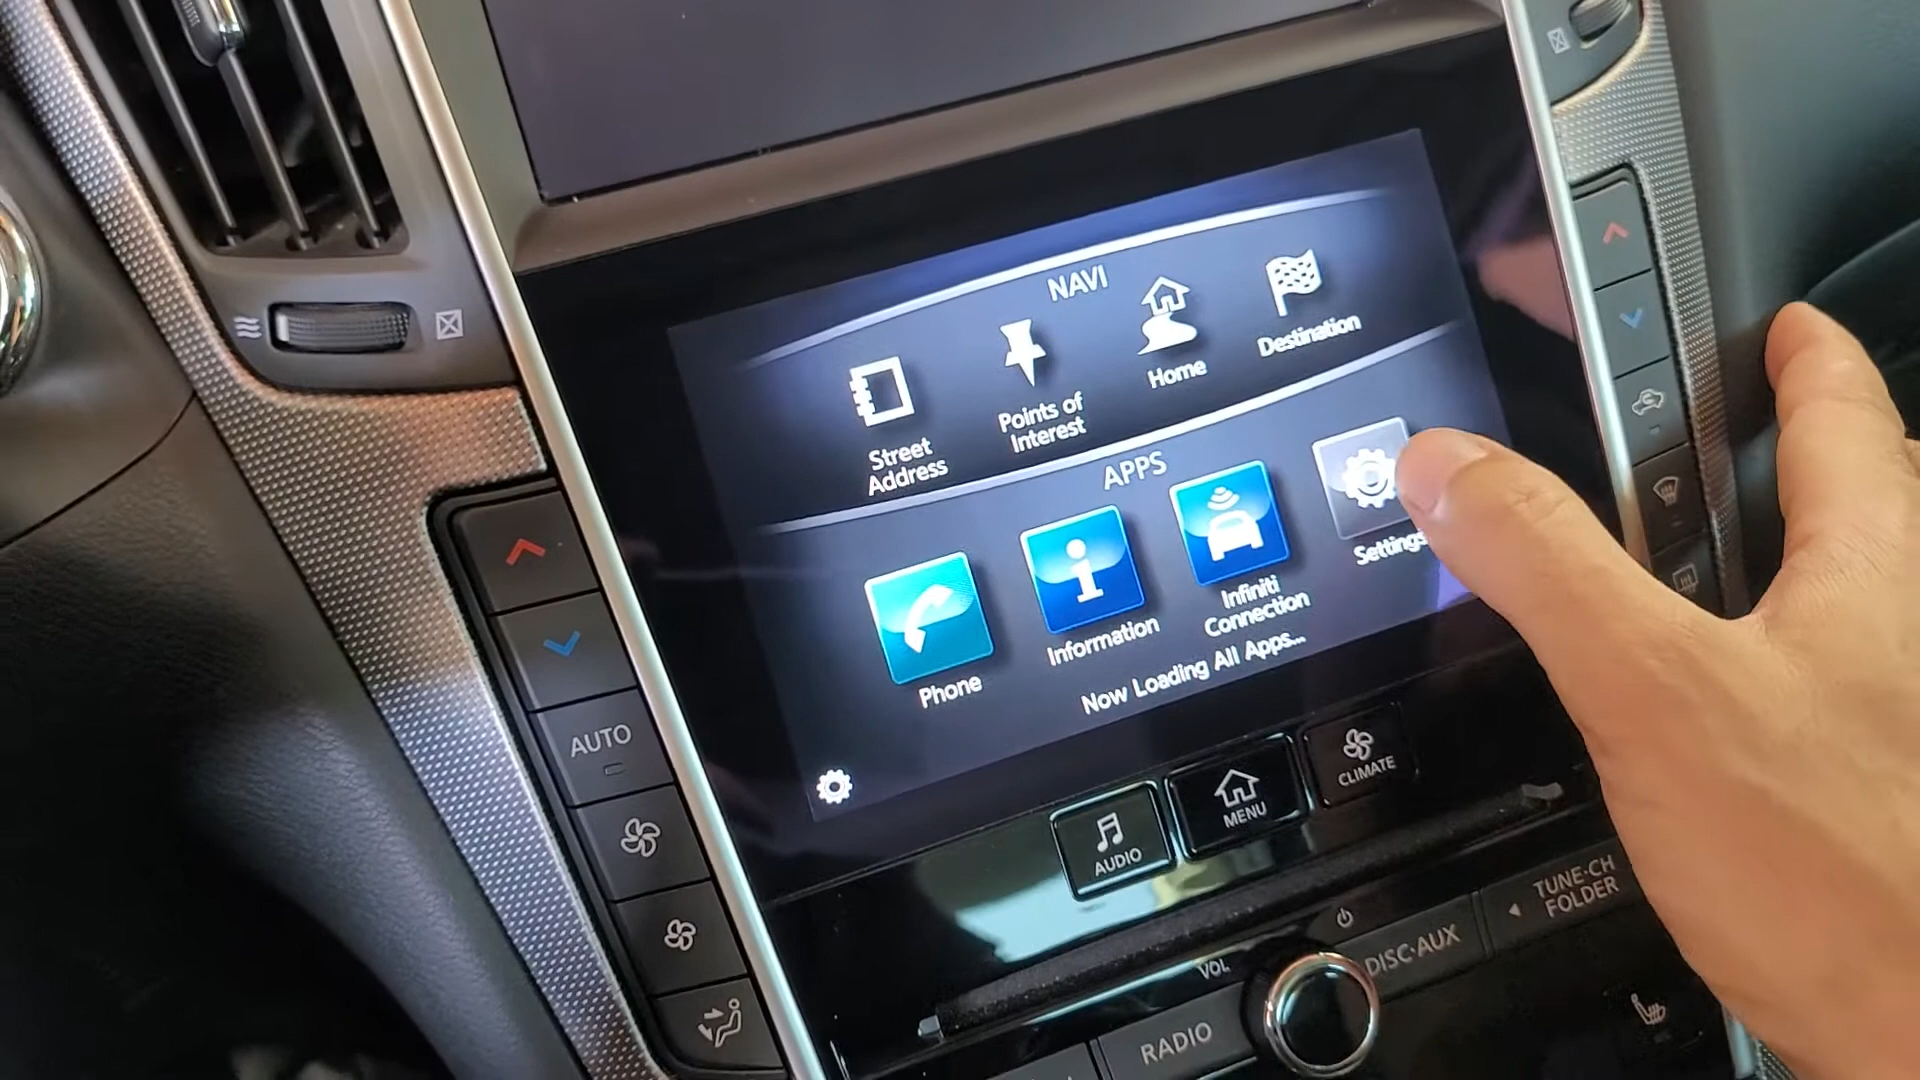 NAVI
Street
Address
Points of
Interest
Home
Destination
APPS
Phone
Information
Infiniti
Connection
Settings
Now Loading All Apps...
AUTO
AUDIO
MENU
CLIMATE
VOL
RADIO
DISC·AUX
TUNE·CH
FOLDER